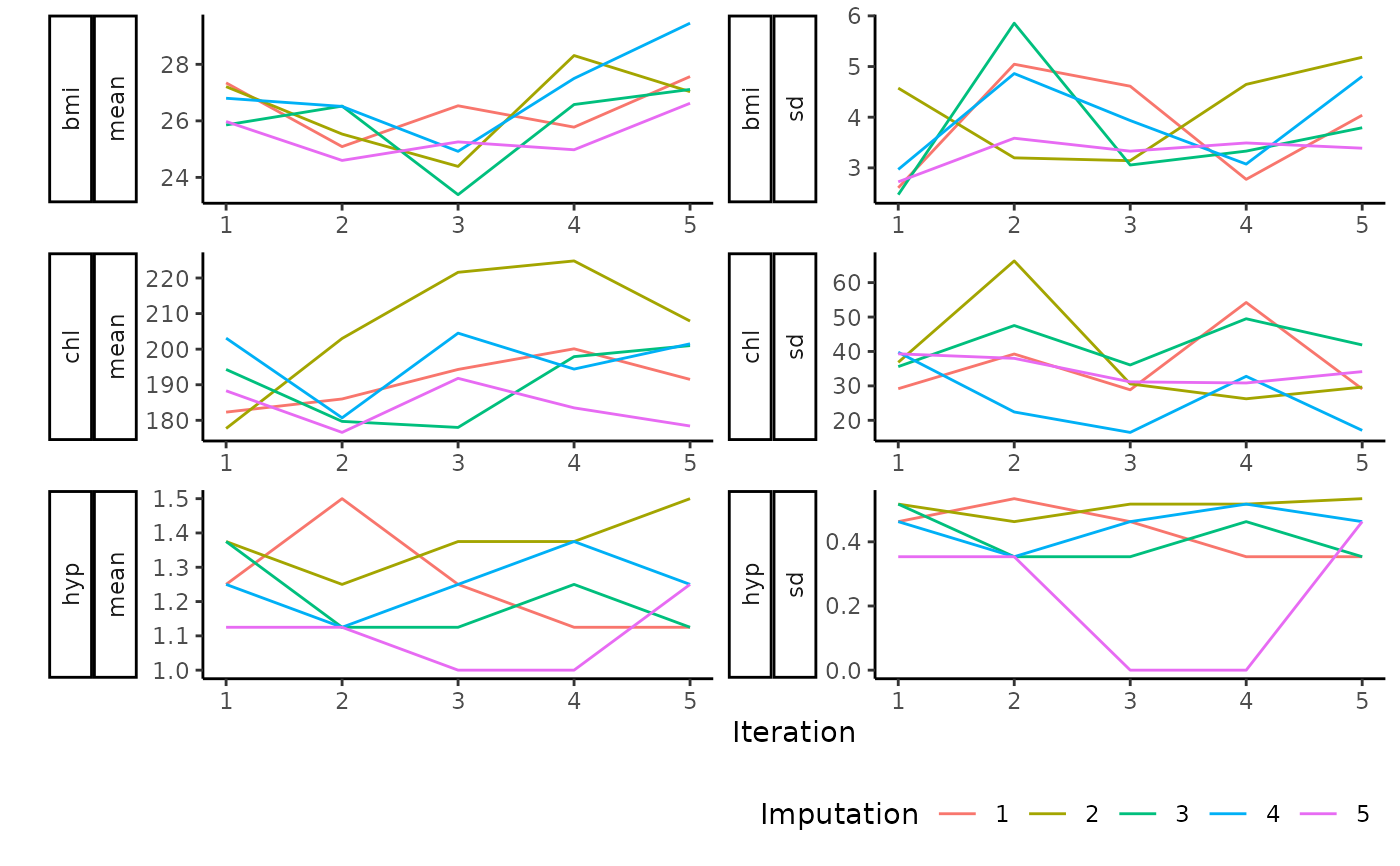 bmi mean
28
26
24
1 2 3 4 5
bmi sd
6
5
4
3
1 2 3 4 5
chl mean
220
210
200
190
180
1 2 3 4 5
chl sd
60
50
40
30
20
1 2 3 4 5
hyp mean
1.5
1.4
1.3
1.2
1.1
1.0
1 2 3 4 5
hyp sd
0.4
0.2
0.0
1 2 3 4 5
Iteration
Imputation 1 2 3 4 5